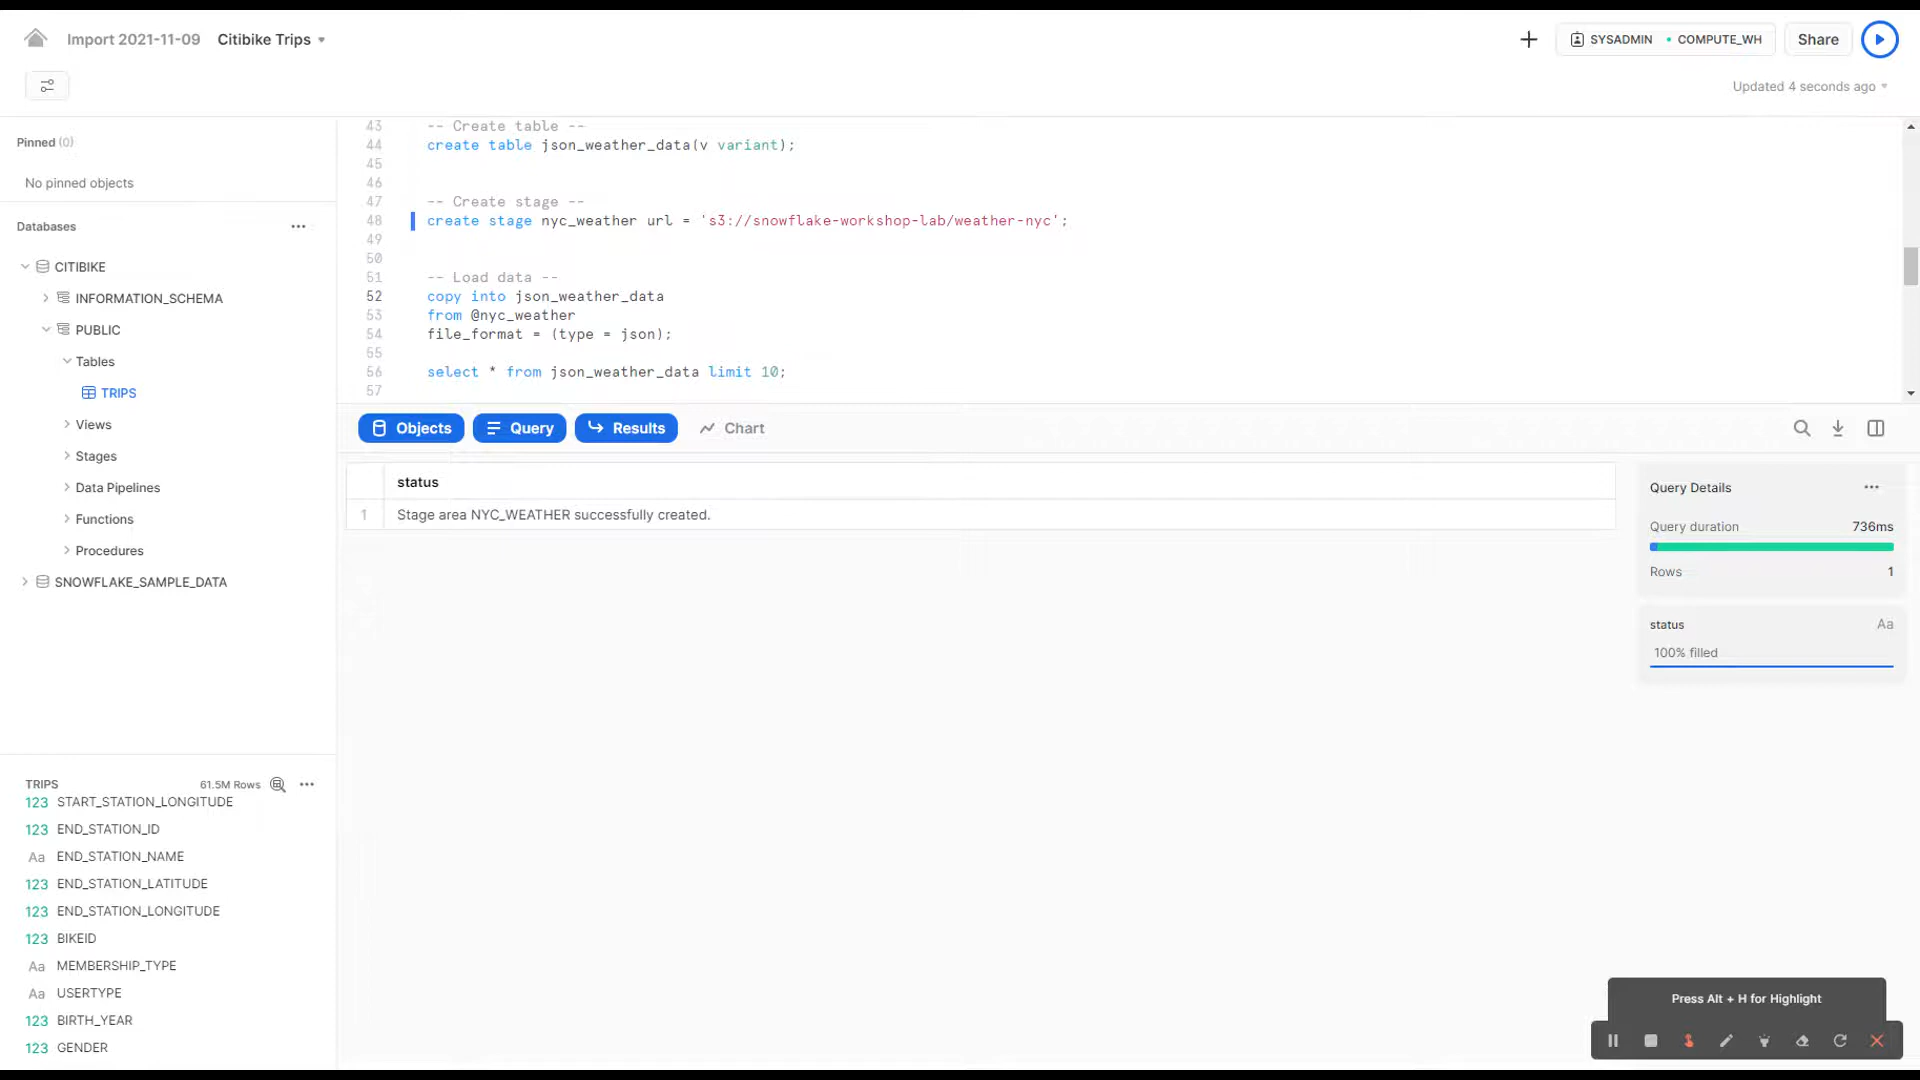 Import 2021-11-09 Citibike Trips
SYSADMIN • COMPUTE_WH
Share
Updated 4 seconds ago
Pinned (0)
No pinned objects
Databases
CITIBIKE
INFORMATION_SCHEMA
PUBLIC
Tables
TRIPS
Views
Stages
Data Pipelines
Functions
Procedures
SNOWFLAKE_SAMPLE_DATA
TRIPS 61.5M Rows
123 START_STATION_LONGITUDE
123 END_STATION_ID
Aa END_STATION_NAME
123 END_STATION_LATITUDE
123 END_STATION_LONGITUDE
123 BIKEID
Aa MEMBERSHIP_TYPE
Aa USERTYPE
123 BIRTH_YEAR
123 GENDER
43 -- Create table --
44 create table json_weather_data(v variant);
45
46
47 -- Create stage --
48 create stage nyc_weather url = 's3://snowflake-workshop-lab/weather-nyc';
49
50
51 -- Load data --
52 copy into json_weather_data
53 from @nyc_weather
54 file_format = (type = json);
55
56 select * from json_weather_data limit 10;
57
Objects Query Results Chart
status
1 Stage area NYC_WEATHER successfully created.
Query Details
Query duration 736ms
Rows 1
status Aa
100% filled
Press Alt + H for Highlight